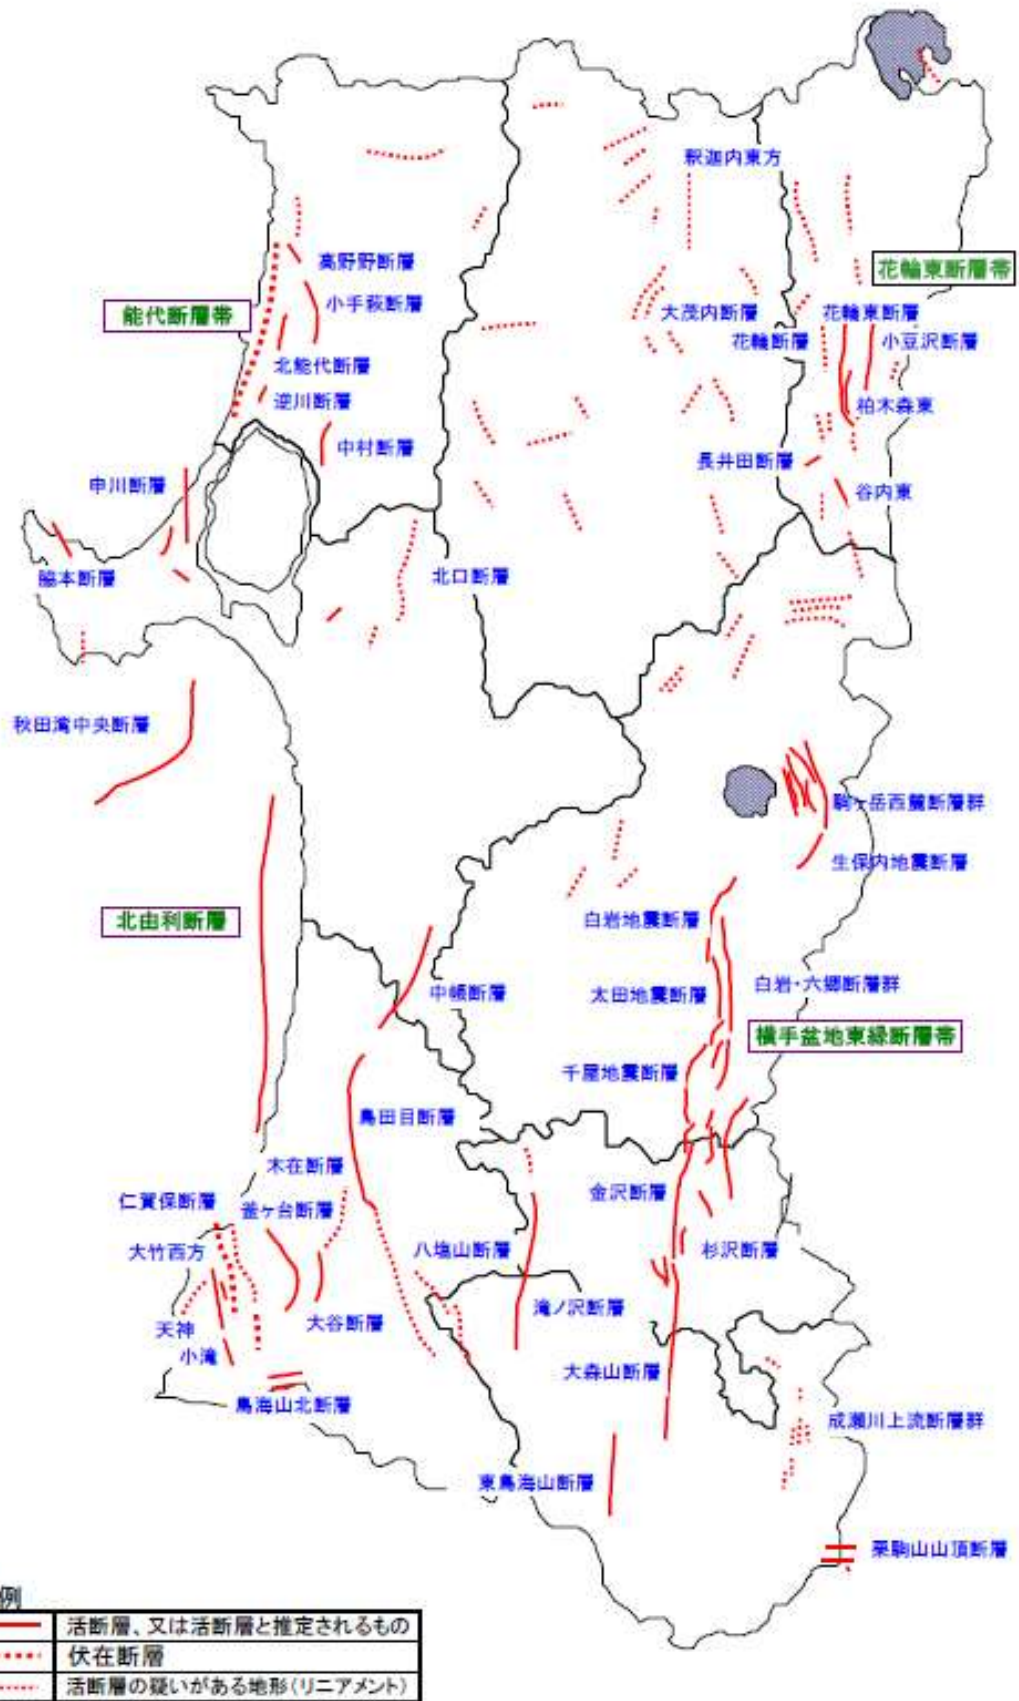 釈迦内東方
花輪東断層帯
高野野断層
小手萩断層
能代断層帯
大茂内断層
花輪東断層
花輪断層
小豆沢断層
北能代断層
逆川断層
柏木森東
中村断層
長井田断層
申川断層
谷内東
脇本断層
北口断層
秋田湾中央断層
駒ヶ岳西麓断層群
生保内地震断層
北由利断層
白岩地震断層
中帳断層
太田地震断層
白岩・六郷断層群
横手盆地東縁断層帯
千屋地震断層
鳥田目断層
木在断層
仁賀保断層
釜ヶ台断層
金沢断層
大竹西方
八塩山断層
杉沢断層
天神
大谷断層
滝ノ沢断層
小滝
大森山断層
鳥海山北断層
成瀬川上流断層群
東鳥海山断層
栗駒山山頂断層
例
活断層、又は活断層と推定されるもの
伏在断層
活断層の疑いがある地形(リニアメント)